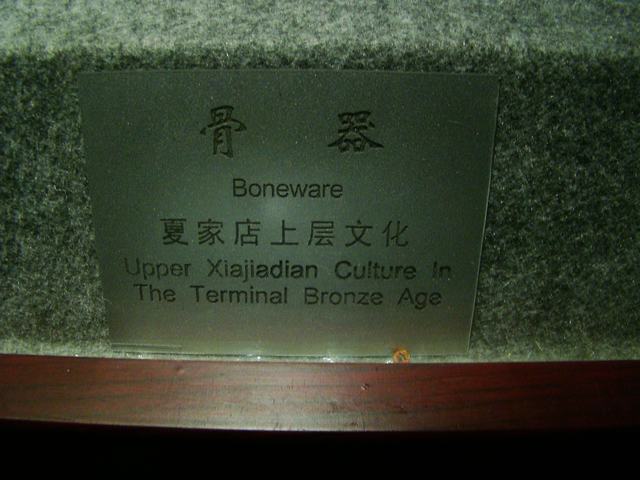 骨 器
Boneware
夏家店上层文化
Upper Xiajiadian Culture In
The Terminal Bronze Age